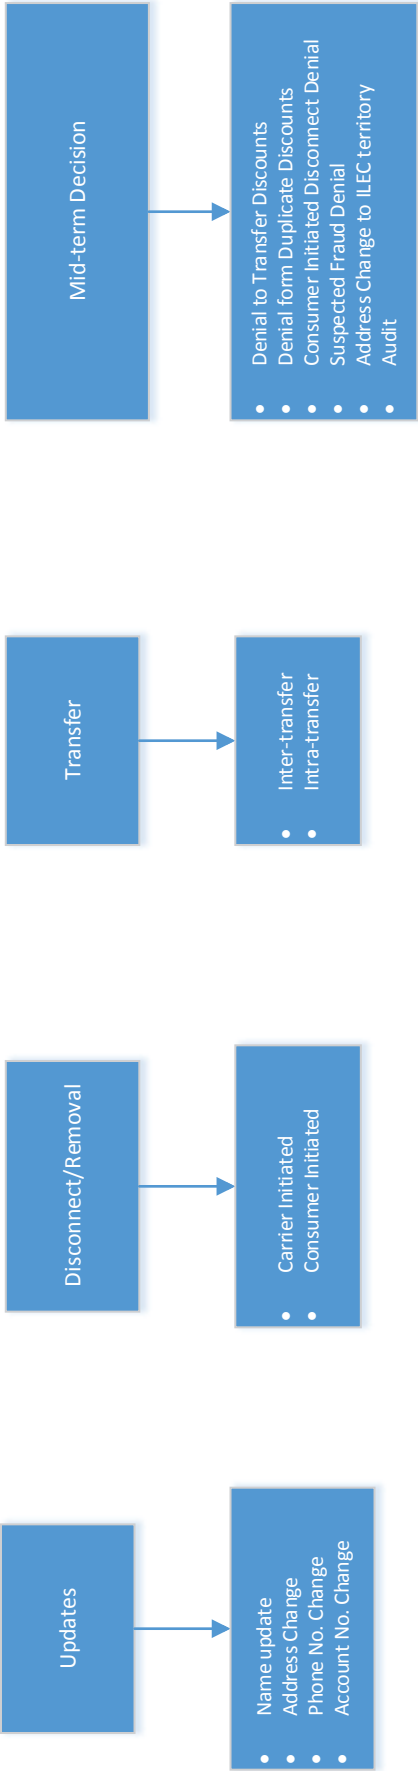 Updates
• Name update
• Address Change
• Phone No. Change
• Account No. Change
Disconnect/Removal
• Carrier Initiated
• Consumer Initiated
Transfer
• Inter-transfer
• Intra-transfer
Mid-term Decision
• Denial to Transfer Discounts
• Denial form Duplicate Discounts
• Consumer Initiated Disconnect Denial
• Suspected Fraud Denial
• Address Change to ILEC territory
• Audit